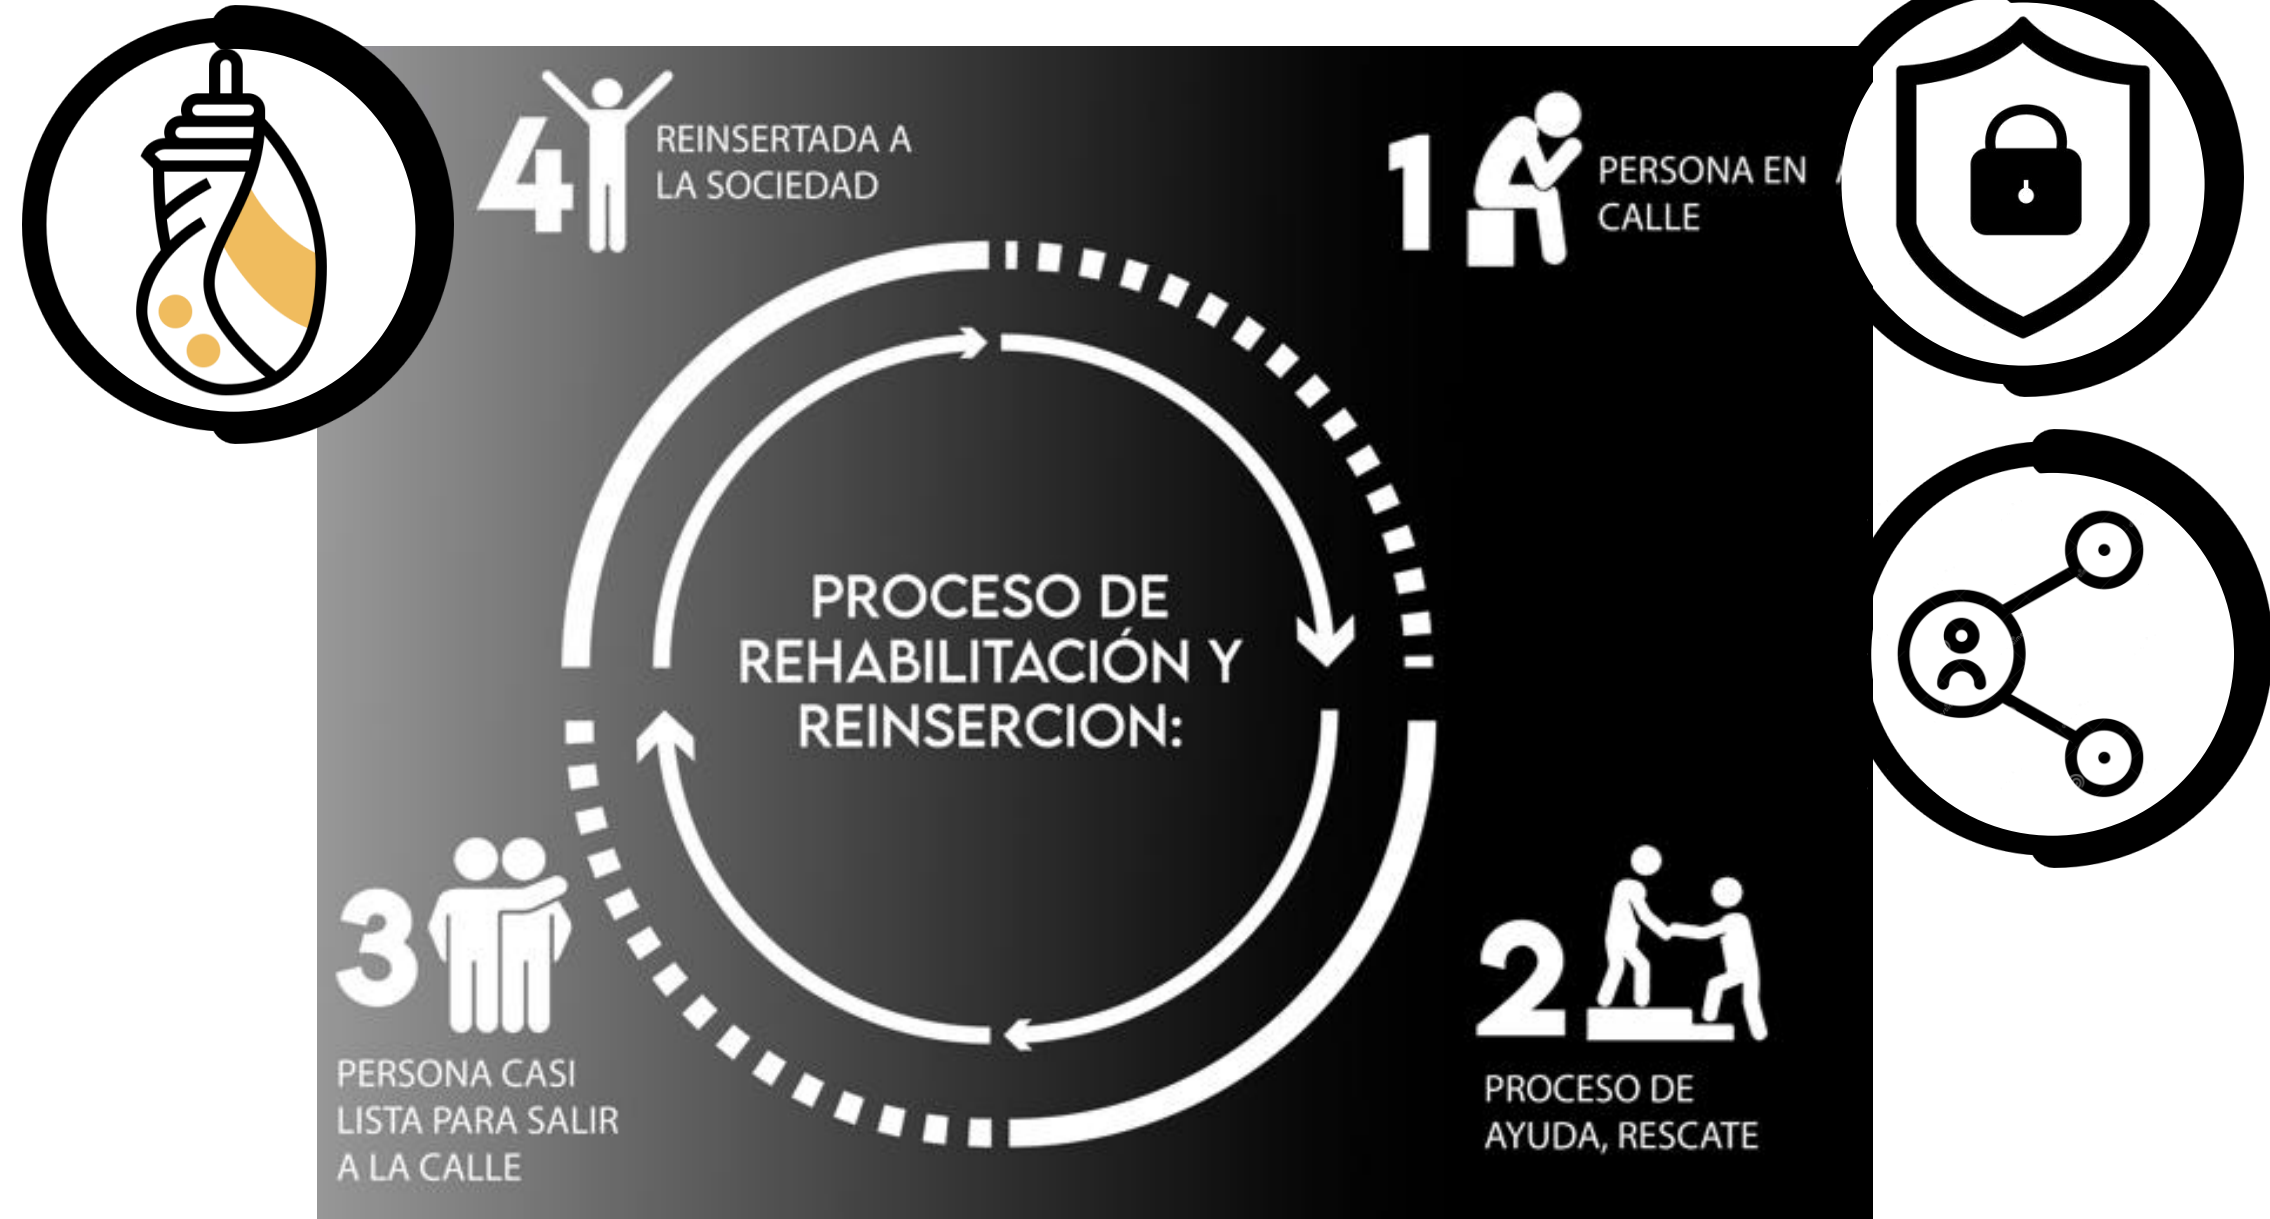 4
REINSERTADA A
LA SOCIEDAD
1
PERSONA EN
CALLE
PROCESO DE
REHABILITACIÓN Y
REINSERCION:
3
PERSONA CASI
LISTA PARA SALIR
A LA CALLE
2
PROCESO DE
AYUDA, RESCATE